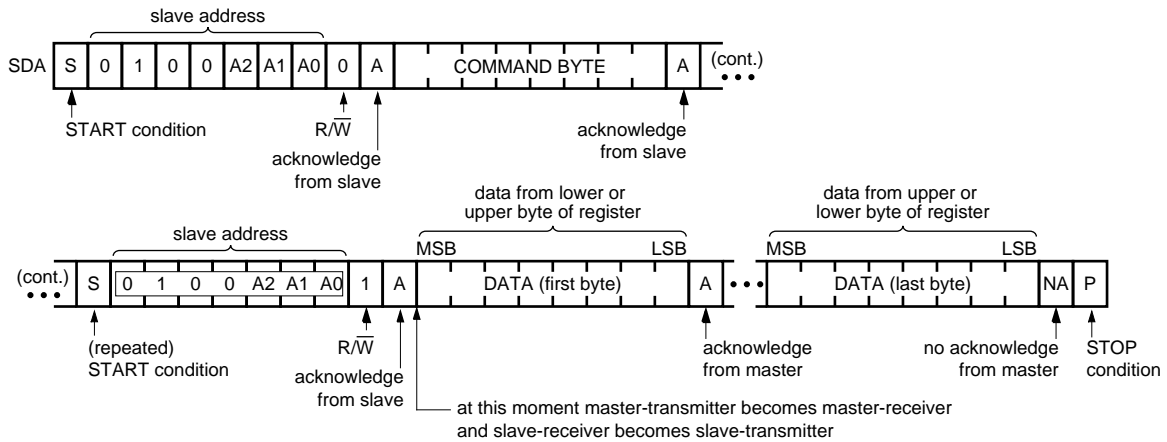 slave address
SDA S 0 1 0 0 A2 A1 A0 0 A COMMAND BYTE A (cont.)
START condition R/W̅ acknowledge from slave acknowledge from slave
data from lower or upper byte of register data from upper or lower byte of register
slave address MSB LSB MSB LSB
(cont.) S 0 1 0 0 A2 A1 A0 1 A DATA (first byte) A DATA (last byte) NA P
(repeated) START condition R/W̅ acknowledge from slave acknowledge from master no acknowledge from master STOP condition
at this moment master-transmitter becomes master-receiver
and slave-receiver becomes slave-transmitter